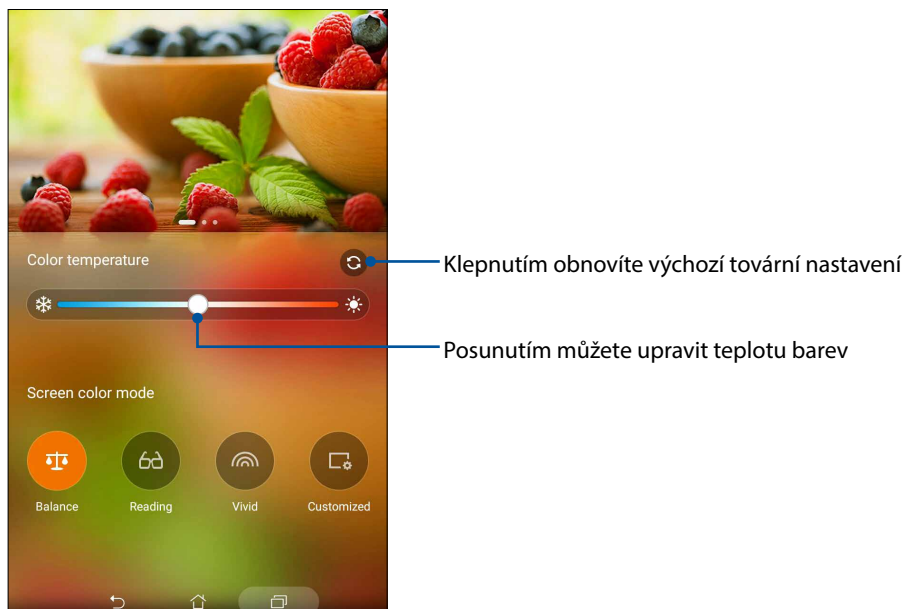 Color temperature
Klepnutím obnovíte výchozí tovární nastavení
Posunutím můžete upravit teplotu barev
Screen color mode
Balance
Reading
Vivid
Customized